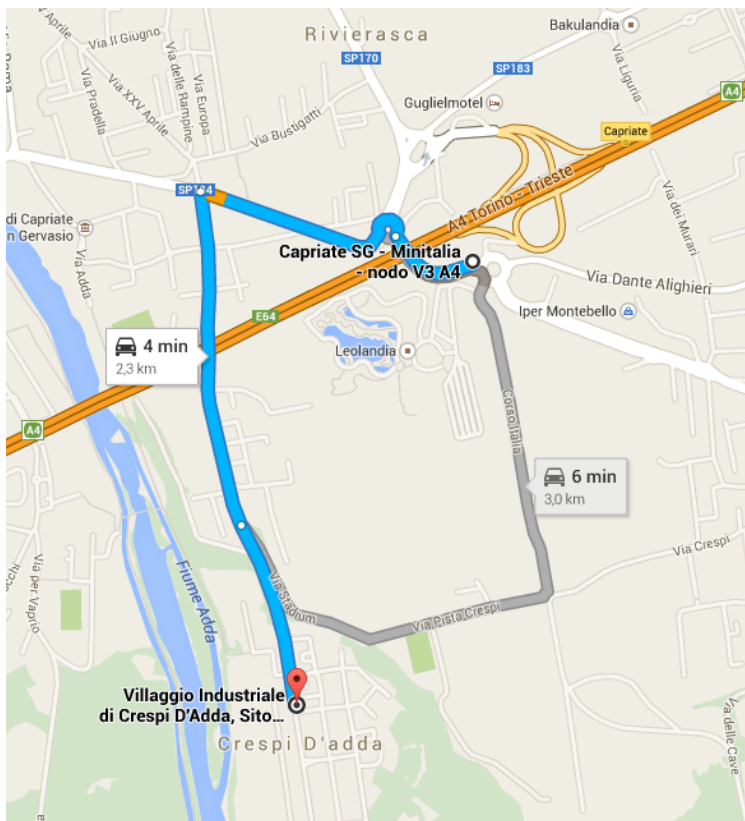 Via II Giugno
Rivierasca
Bakulandia
SP170
SP183
Via XXV Aprile
Via delle Rampine
Via Europa
Via Pradella
Via Bustigatti
Guglielmotel
Via Liguria
A4
Capriate
SP184
A4 Torino - Trieste
di Capriate
n Gervasio
Via Adda
Capriate SG - Minitalia
- nodo V3 A4
Via dei Murari
Via Dante Alighieri
E64
Iper Montebello
4 min
2,3 km
Leolandia
Corso Italia
A4
6 min
3,0 km
Via Crespi
Via per Vaprio
Fiume Adda
Via Stadium
Via Pista Crespi
Villaggio Industriale
di Crespi D'Adda, Sito...
Crespi D'adda
Via delle Cave